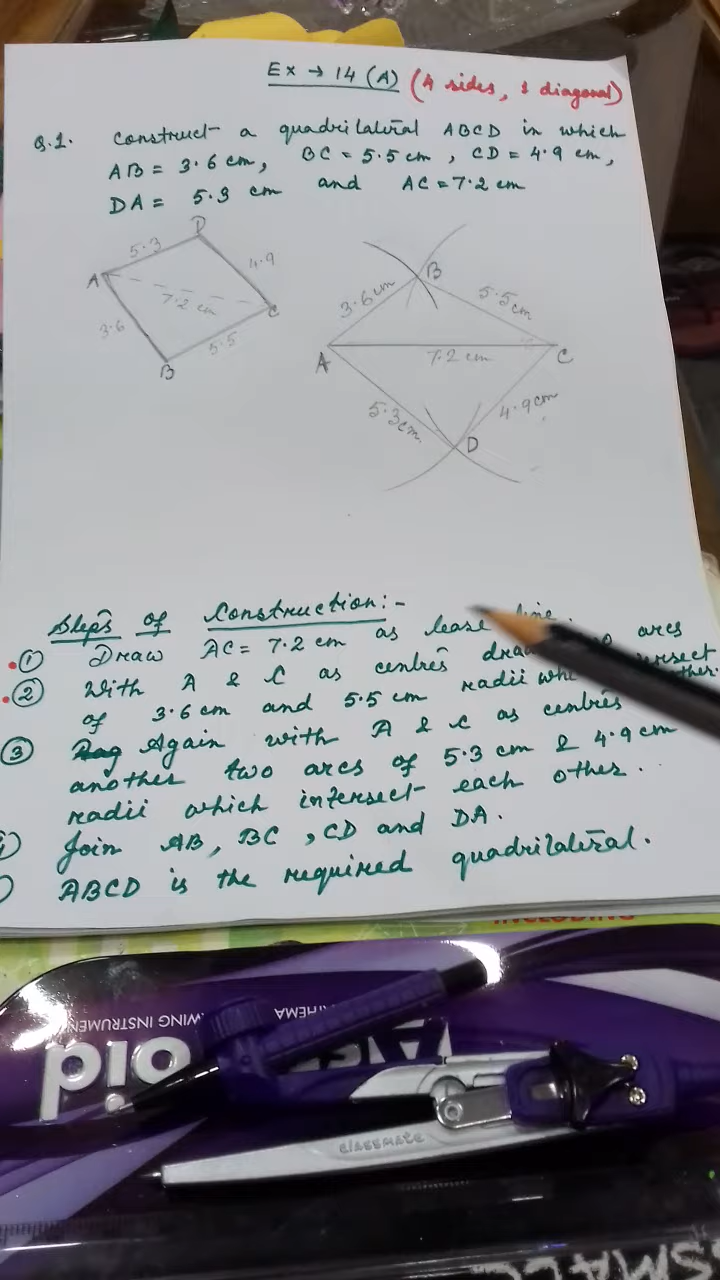 Ex → 14 (A) (4 sides, 1 diagonal)
Q.1. construct a quadrilateral ABCD in which
AB = 3.6 cm, BC = 5.5 cm, CD = 4.9 cm,
DA = 5.3 cm and AC = 7.2 cm
D
5.3
4.9
A
7.2 cm
C
3.6
5.5
B
B
3.6 cm
5.5 cm
A
7.2 cm
C
5.3 cm
4.9 cm
D
Steps of Construction:-
① Draw AC = 7.2 cm as base line.
② With A & C as centres arcs
of 3.6 cm and 5.5 cm radii
③ Again with A & C as centres
another two arcs of 5.3 cm & 4.9 cm
radii which intersect each other.
Join AB, BC, CD and DA.
ABCD is the required quadrilateral.
INCLUDING
aid
classmate